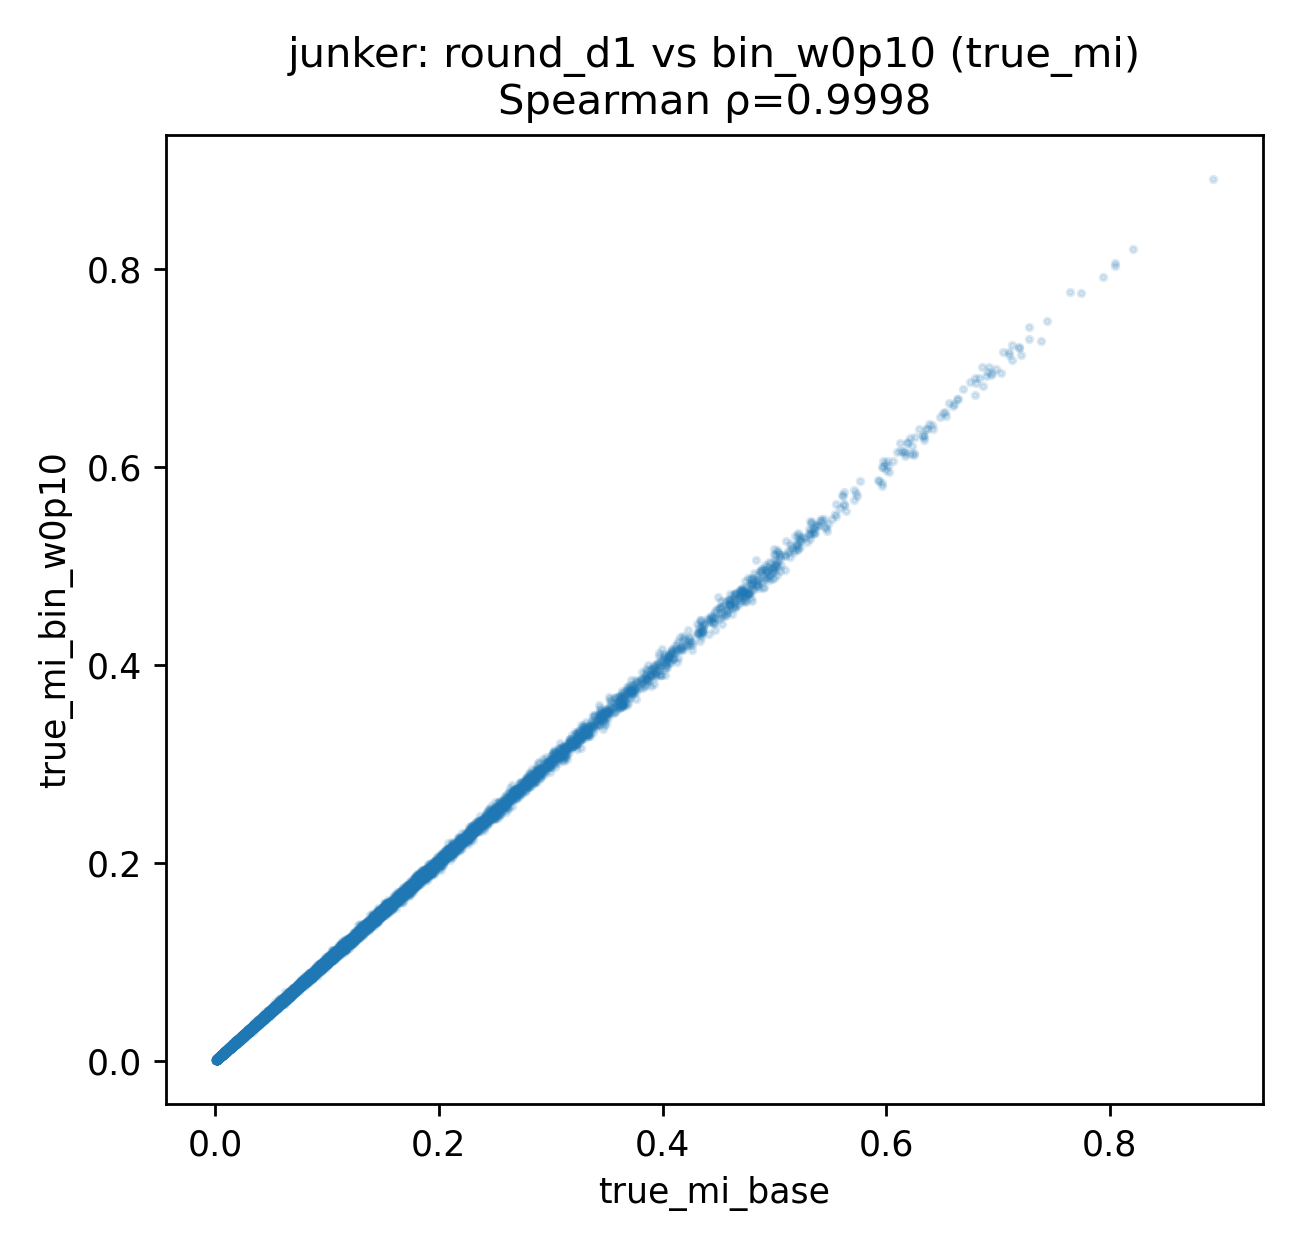 junker: round_d1 vs bin_w0p10 (true_mi)
Spearman ρ=0.9998
true_mi_bin_w0p10
0.8
0.6
0.4
0.2
0.0
0.0 0.2 0.4 0.6 0.8
true_mi_base